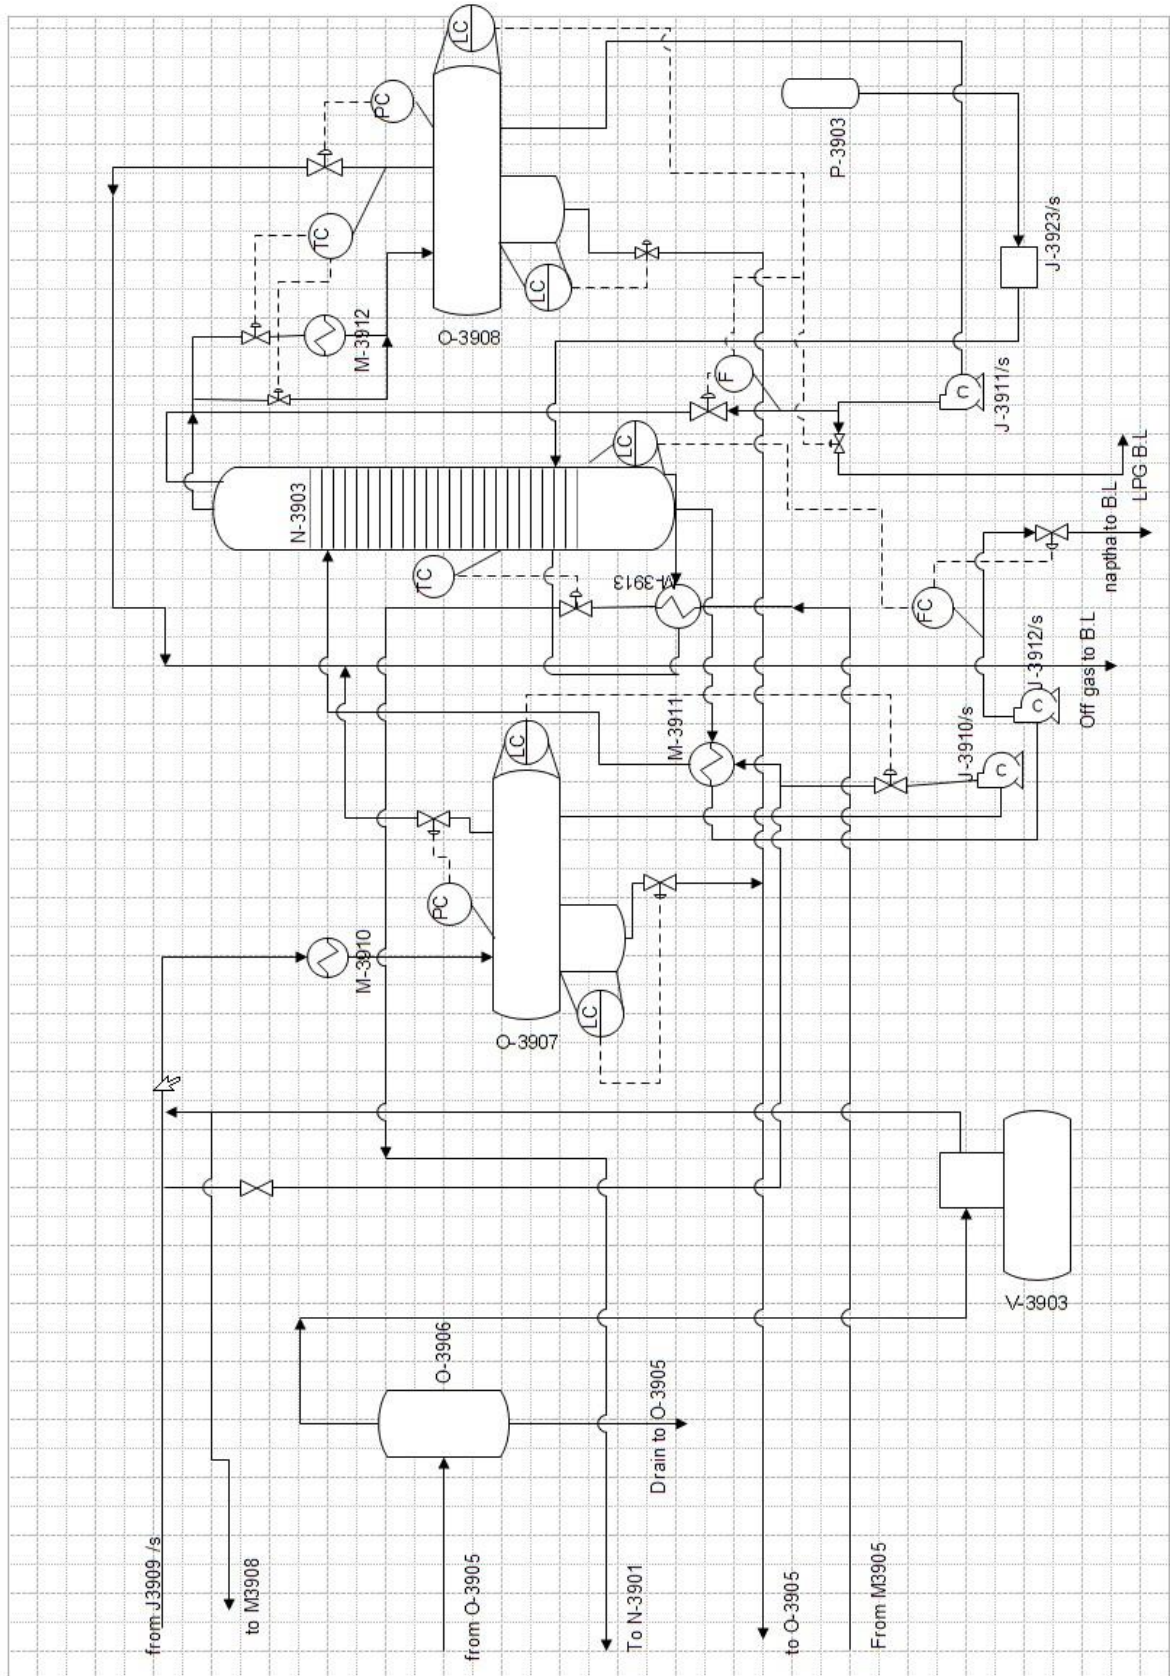 LC
PC
P-3903
TC
J-3923/s
LC
M-3912
O-3908
F
C
J-3911/s
LC
LPG B.L
N-3903
naptha to B.L
TC
M-3913
FC
J-3912/s
Off gas to B.L
C
M-3911
LC
J-3910/s
C
PC
M-3910
LC
O-3907
V-3903
O-3906
Drain to O-3905
from J3909 /s
to M3908
from O-3905
To N-3901
to O-3905
From M3905